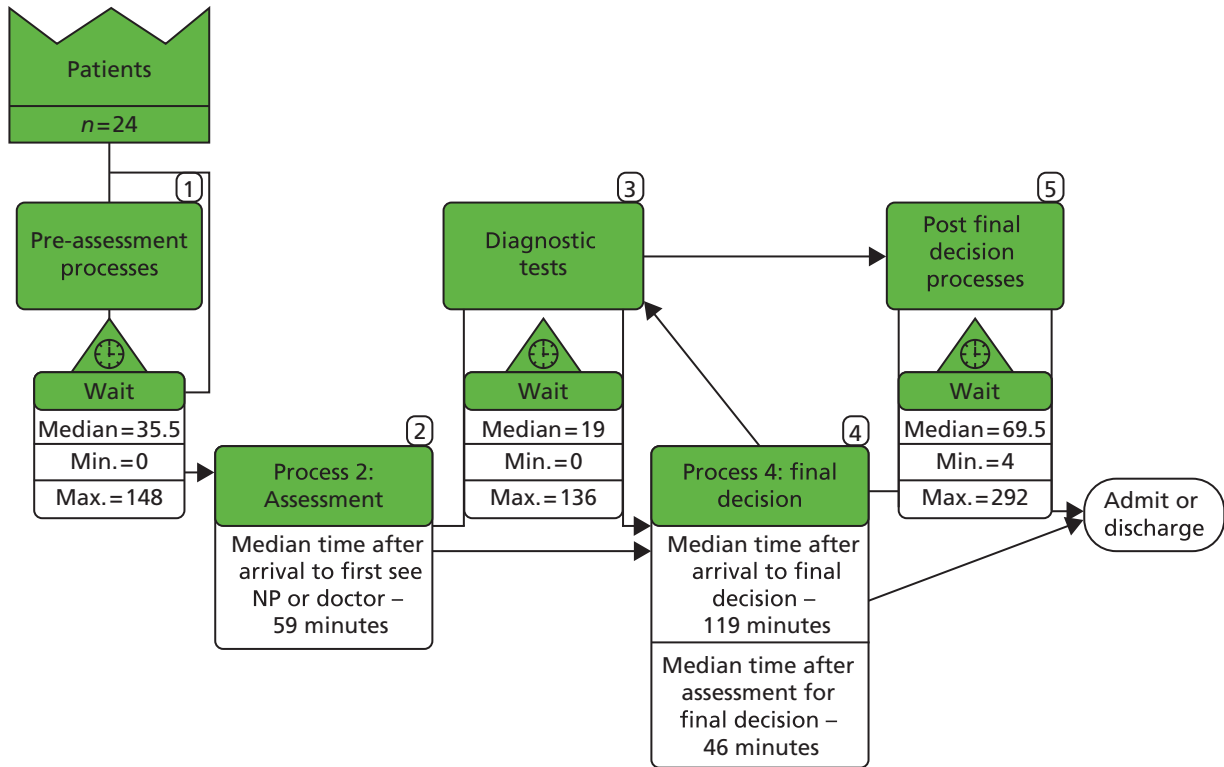 Patients
n=24
1
Pre-assessment
processes
Wait
Median=35.5
Min.=0
Max.=148
2
Process 2:
Assessment
Median time after
arrival to first see
NP or doctor –
59 minutes
3
Diagnostic
tests
Wait
Median=19
Min.=0
Max.=136
4
Process 4: final
decision
Median time after
arrival to final
decision –
119 minutes
Median time after
assessment for
final decision –
46 minutes
5
Post final
decision
processes
Wait
Median=69.5
Min.=4
Max.=292
Admit or
discharge